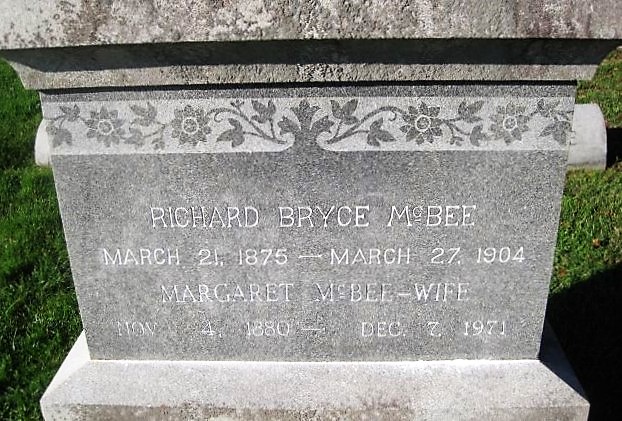 RICHARD BRYCE McBEE
MARCH 21, 1875 — MARCH 27, 1904
MARGARET McBEE-WIFE
NOV. 4, 1880 — DEC. 7, 1971